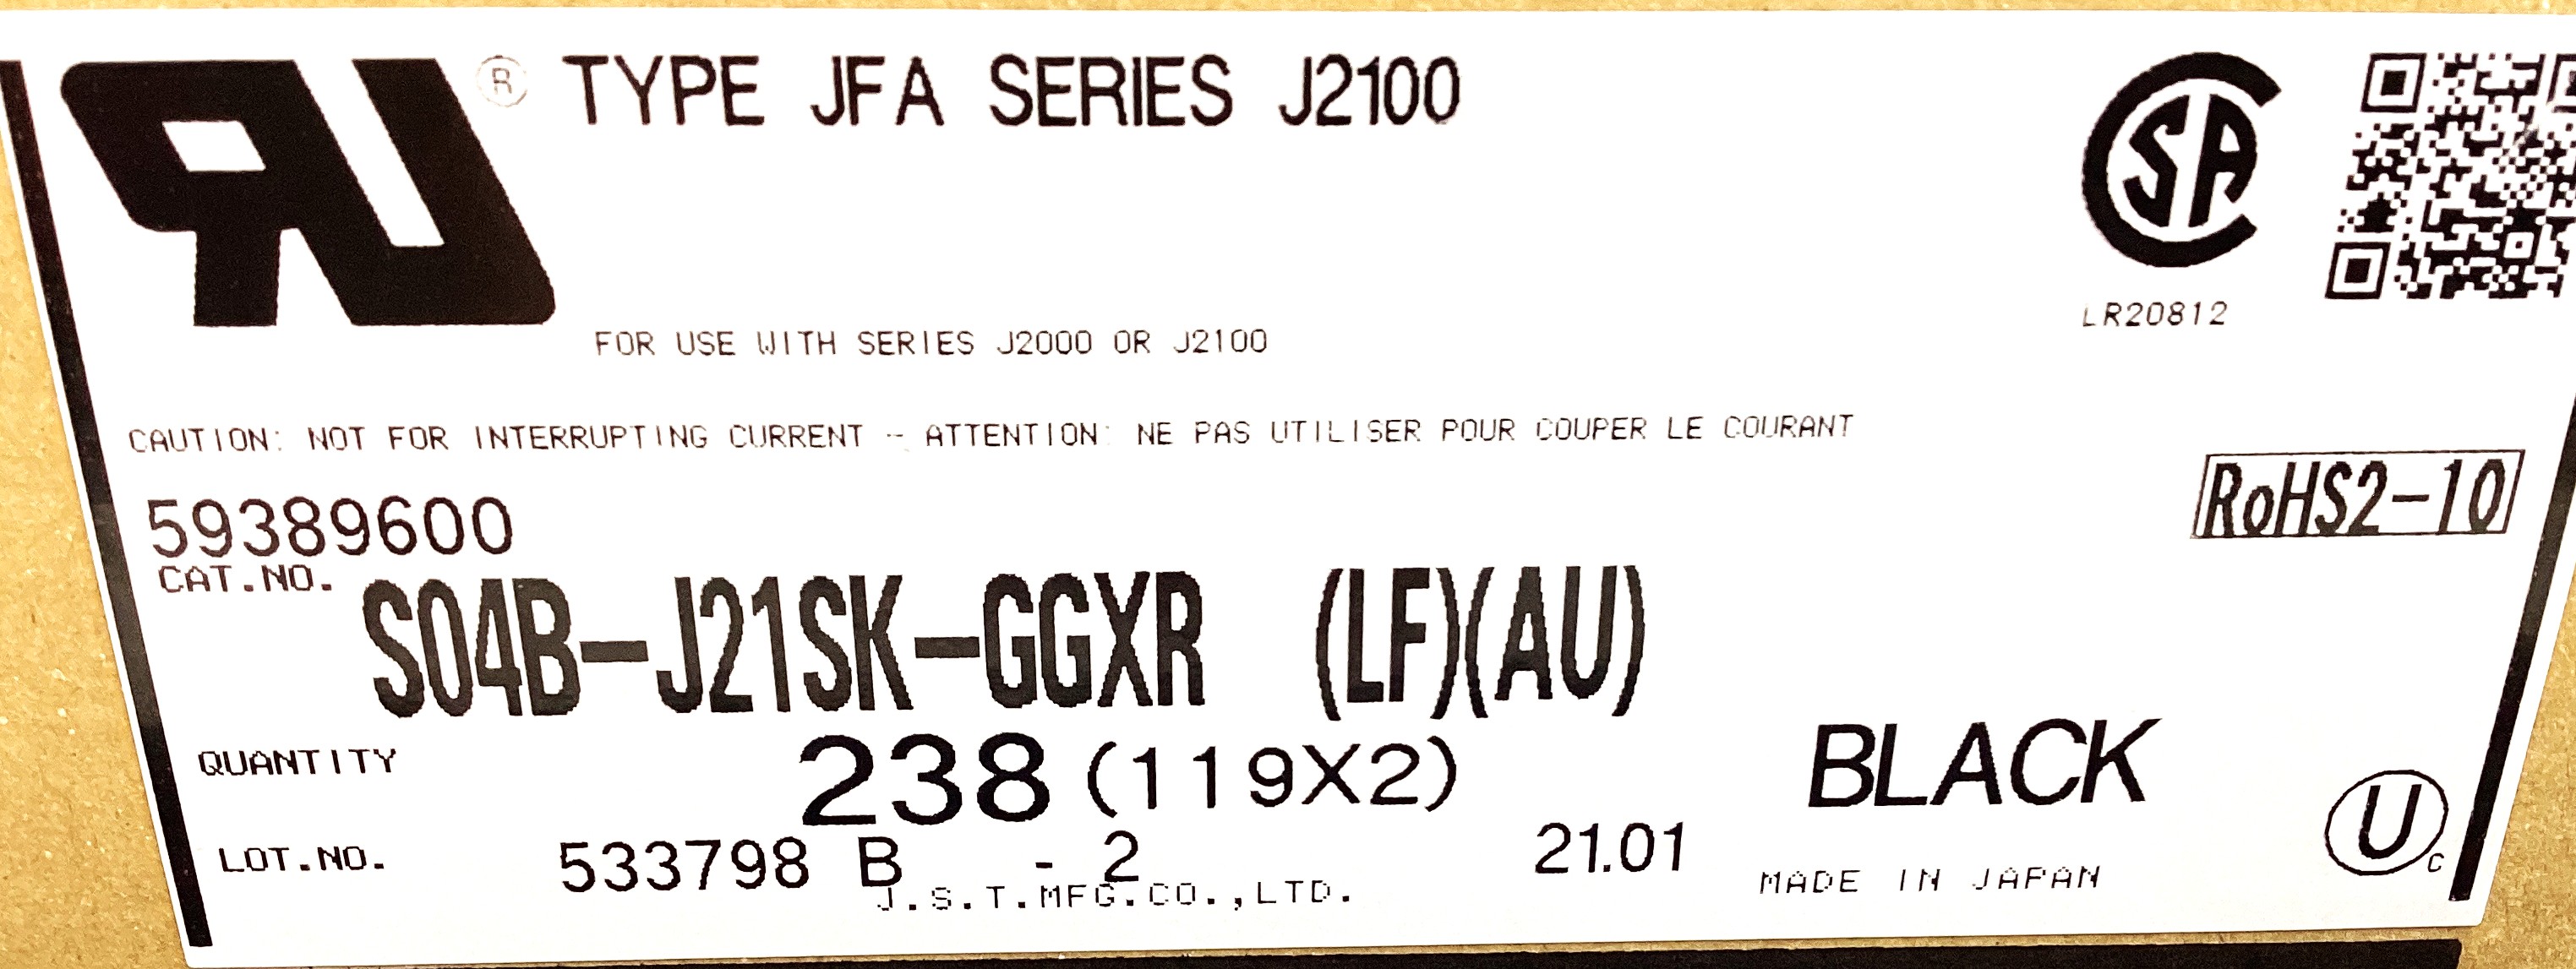 ® TYPE JFA SERIES J2100
CSA
LR20812
FOR USE WITH SERIES J2000 OR J2100
CAUTION: NOT FOR INTERRUPTING CURRENT - ATTENTION: NE PAS UTILISER POUR COUPER LE COURANT
59389600
RoHS2-10
CAT.NO.
S04B-J21SK-GGXR (LF)(AU)
QUANTITY 238 (119X2) BLACK
LOT.NO. 533798 B - 2 21.01
J.S.T.MFG.CO.,LTD.
MADE IN JAPAN
U C